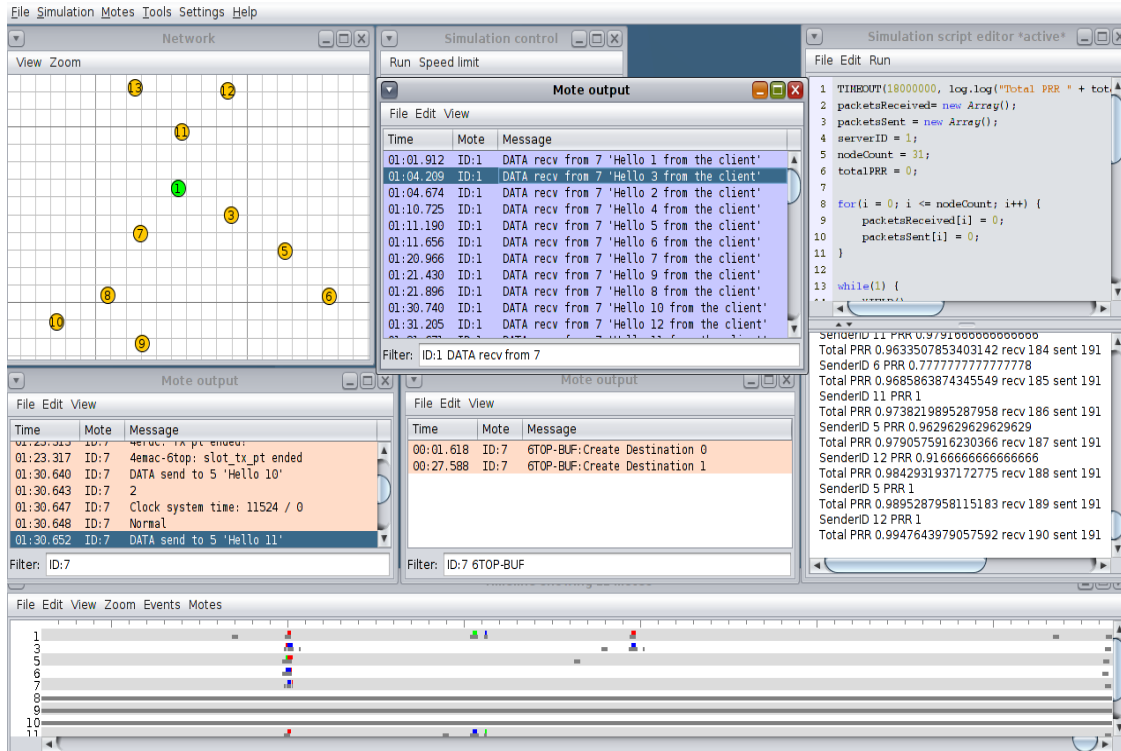 File Simulation Motes Tools Settings Help
Network
View Zoom
13
12
11
1
3
7
5
8
6
10
9
Simulation control
Run Speed limit
Mote output
File Edit View
Time Mote Message
01:01.912 ID:1 DATA recv from 7 'Hello 1 from the client'
01:04.209 ID:1 DATA recv from 7 'Hello 3 from the client'
01:04.674 ID:1 DATA recv from 7 'Hello 2 from the client'
01:10.725 ID:1 DATA recv from 7 'Hello 4 from the client'
01:11.190 ID:1 DATA recv from 7 'Hello 5 from the client'
01:11.656 ID:1 DATA recv from 7 'Hello 6 from the client'
01:20.966 ID:1 DATA recv from 7 'Hello 7 from the client'
01:21.430 ID:1 DATA recv from 7 'Hello 9 from the client'
01:21.896 ID:1 DATA recv from 7 'Hello 8 from the client'
01:30.740 ID:1 DATA recv from 7 'Hello 10 from the client'
01:31.205 ID:1 DATA recv from 7 'Hello 12 from the client'
Filter: ID:1 DATA recv from 7
Simulation script editor *active*
File Edit Run
1 TIMEOUT(18000000, log.log("Total PRR " + tot
2 packetsReceived= new Array();
3 packetsSent = new Array();
4 serverID = 1;
5 nodeCount = 31;
6 totalPRR = 0;
7
8 for(i = 0; i <= nodeCount; i++) {
9 packetsReceived[i] = 0;
10 packetsSent[i] = 0;
11 }
12
13 while(1) {
SenderID 11 PRR 0.9791666666666666
Total PRR 0.9633507853403142 recv 184 sent 191
SenderID 6 PRR 0.7777777777777778
Total PRR 0.9685863874345549 recv 185 sent 191
SenderID 11 PRR 1
Total PRR 0.9738219895287958 recv 186 sent 191
SenderID 5 PRR 0.9629629629629629
Total PRR 0.9790575916230366 recv 187 sent 191
SenderID 12 PRR 0.9166666666666666
Total PRR 0.9842931937172775 recv 188 sent 191
SenderID 5 PRR 1
Total PRR 0.9895287958115183 recv 189 sent 191
SenderID 12 PRR 1
Total PRR 0.9947643979057592 recv 190 sent 191
Mote output
File Edit View
Time Mote Message
01:23.317 ID:7 4emac-6top: slot_tx_pt ended
01:30.640 ID:7 DATA send to 5 'Hello 10'
01:30.643 ID:7 2
01:30.647 ID:7 Clock system time: 11524 / 0
01:30.648 ID:7 Normal
01:30.652 ID:7 DATA send to 5 'Hello 11'
Filter: ID:7
Mote output
File Edit View
Time Mote Message
00:01.618 ID:7 6TOP-BUF:Create Destination 0
00:27.588 ID:7 6TOP-BUF:Create Destination 1
Filter: ID:7 6TOP-BUF
File Edit View Zoom Events Motes
1
3
5
6
7
8
9
10
11